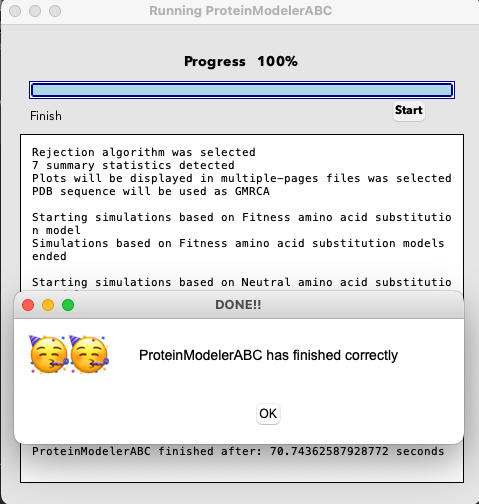 Running ProteinModelerABC
Progress 100%
Finish
Start
Rejection algorithm was selected
7 summary statistics detected
Plots will be displayed in multiple-pages files was selected
PDB sequence will be used as GMRCA
Starting simulations based on Fitness amino acid substitutio
n model
Simulations based on Fitness amino acid substitution models
ended
Starting simulations based on Neutral amino acid substitutio
DONE!!
ProteinModelerABC has finished correctly
OK
ProteinModelerABC finished after: 70.74362587928772 seconds